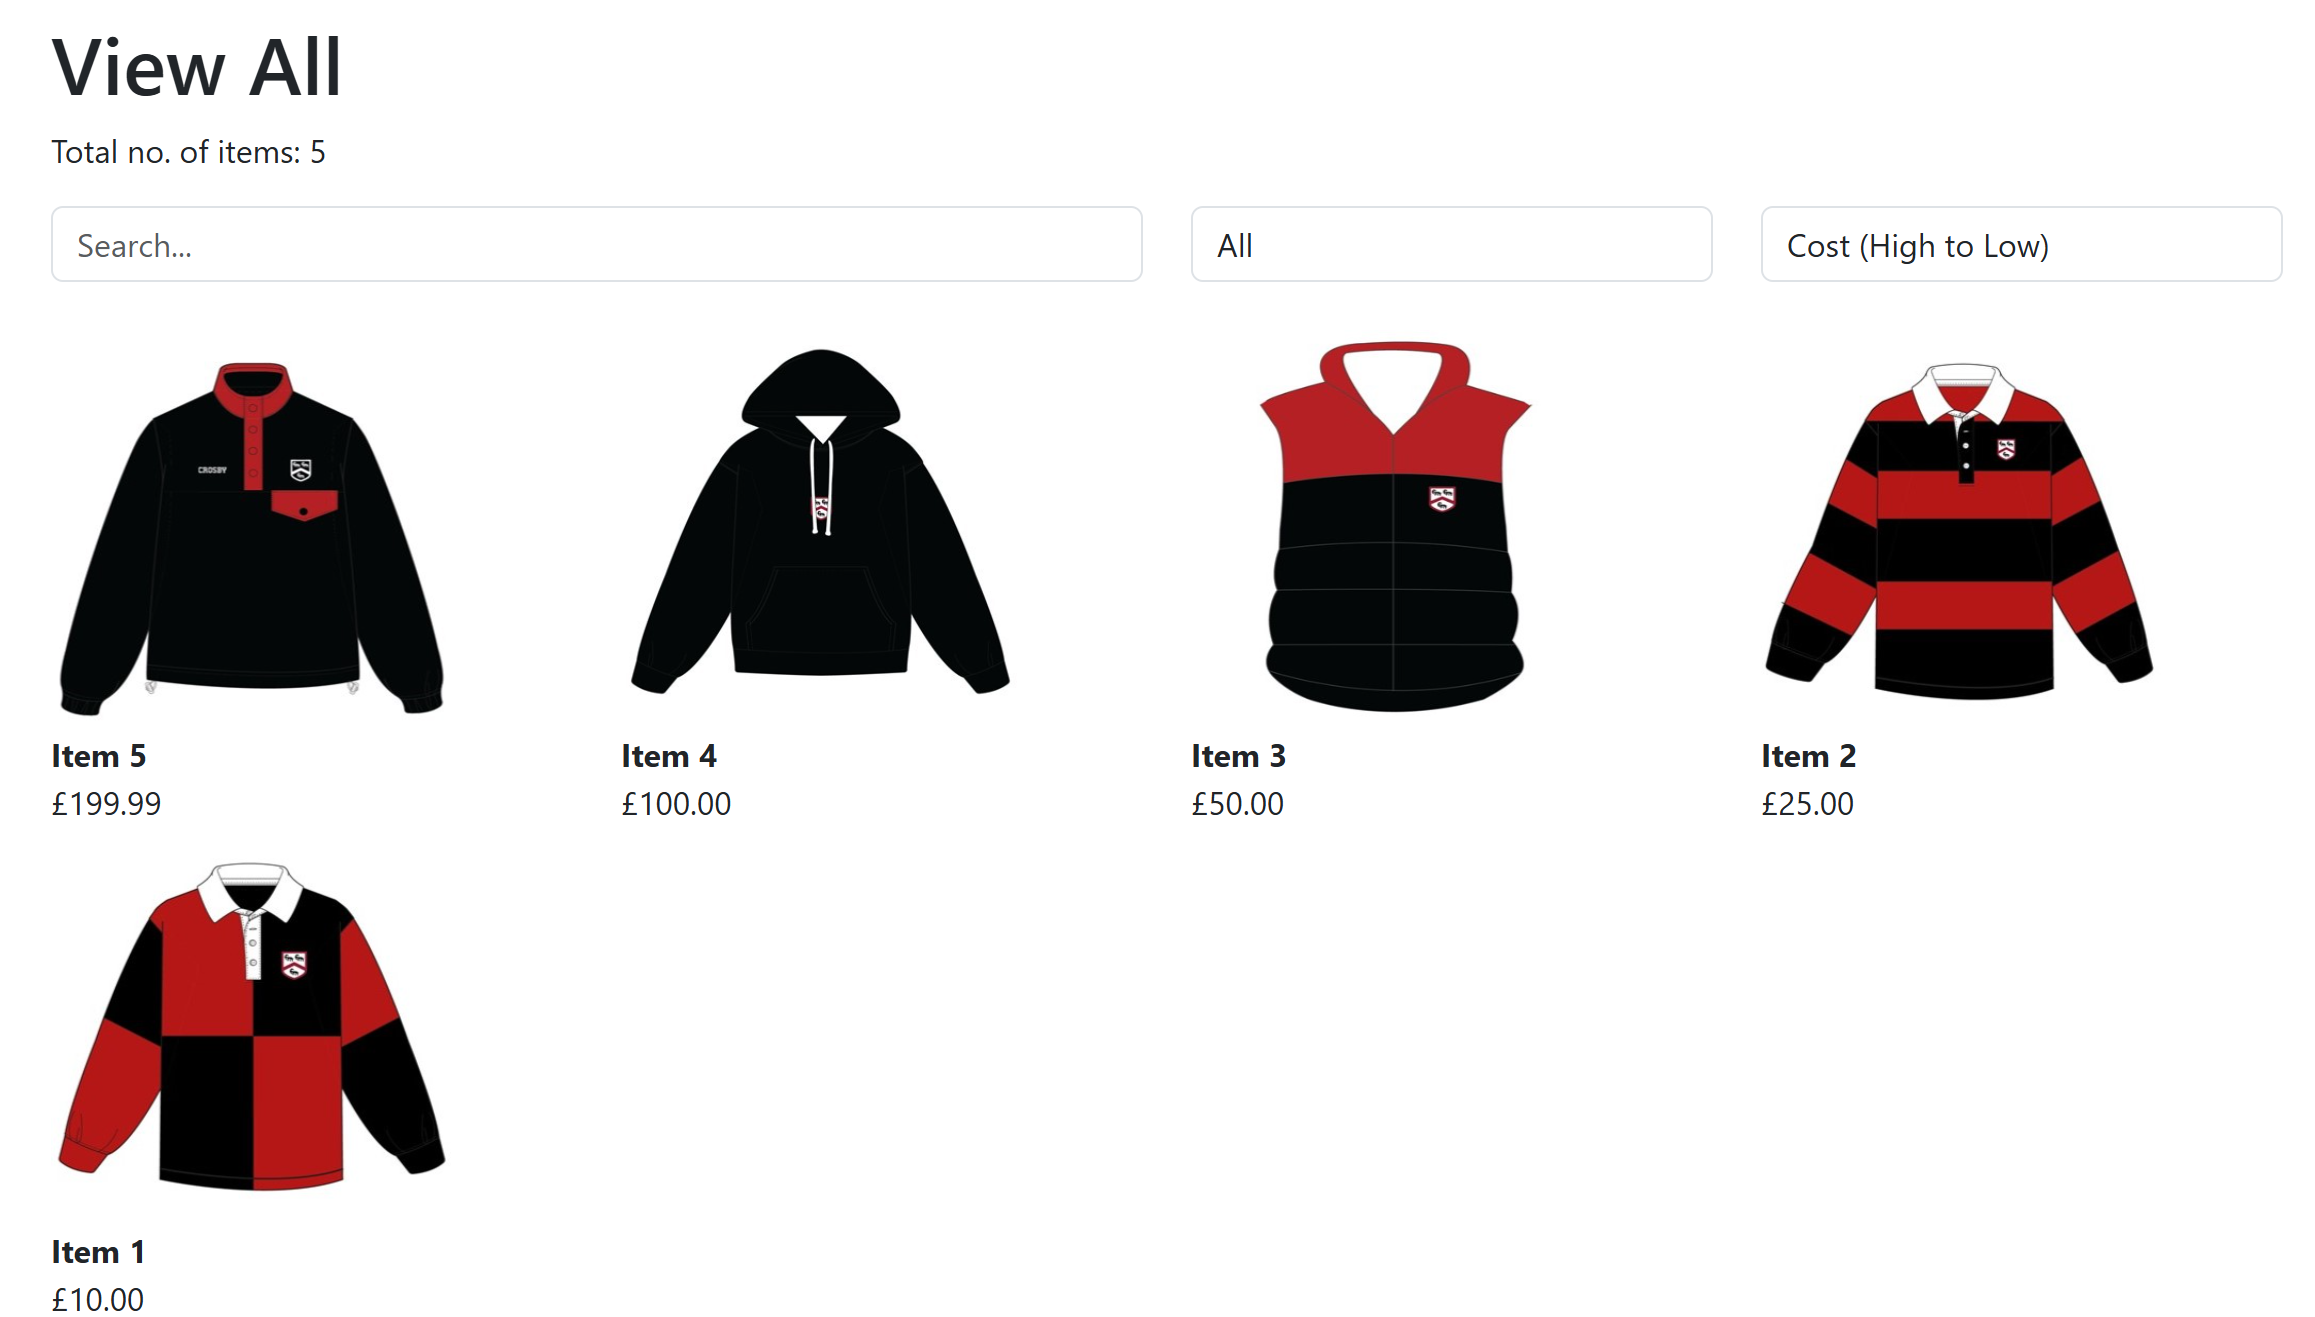 View All
Total no. of items: 5
Search...
All
Cost (High to Low)
CROSBY
Item 5
£199.99
Item 4
£100.00
Item 3
£50.00
Item 2
£25.00
Item 1
£10.00